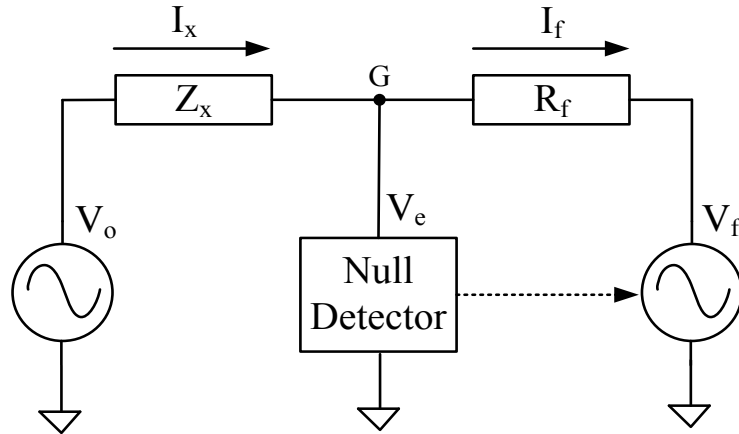 Iₓ
I_f
G
Zₓ
R_f
Vₒ
Vₑ
V_f
Null
Detector